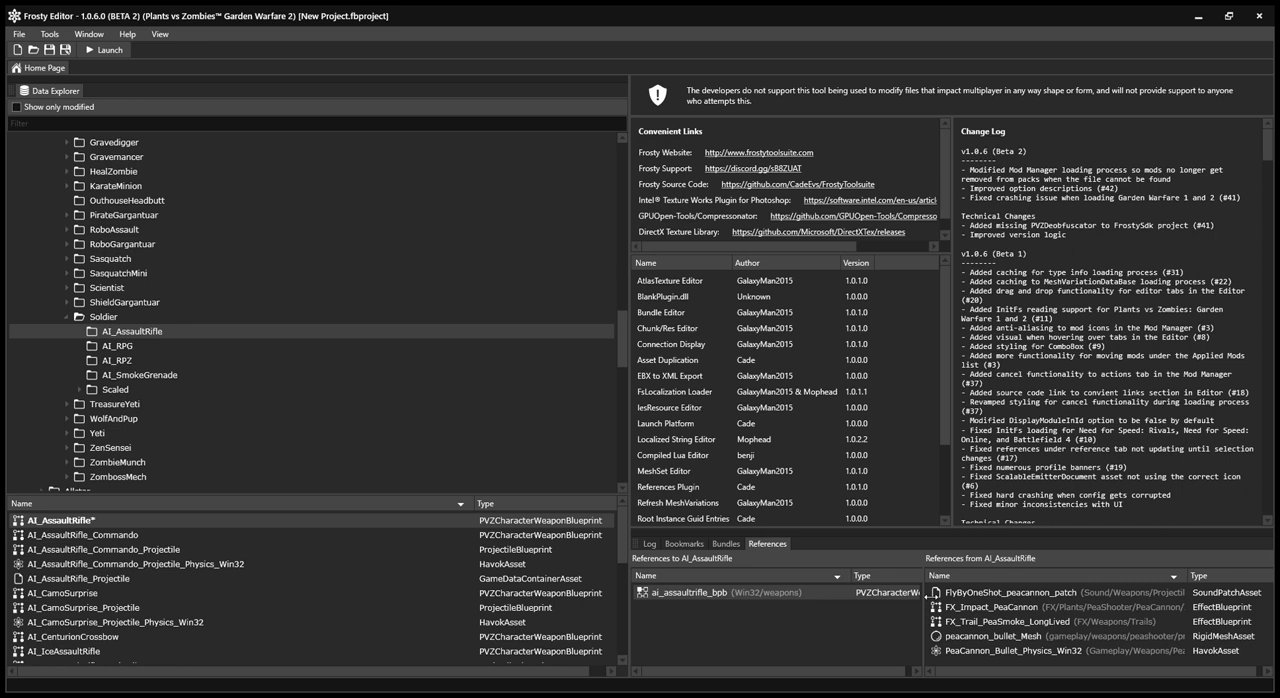 Frosty Editor - 1.0.6.0 (BETA 2) (Plants vs Zombies™ Garden Warfare 2) [New Project.fbproject]
File Tools Window Help View
Launch
Home Page
Data Explorer
Show only modified
Filter
Gravedigger
Gravemancer
HealZombie
KarateMinion
OuthouseHeadbutt
PirateGargantuar
RoboAssault
RoboGargantuar
Sasquatch
SasquatchMini
Scientist
ShieldGargantuar
Soldier
AI_AssaultRifle
AI_RPG
AI_RPZ
AI_SmokeGrenade
Scaled
TreasureYeti
WolfAndPup
Yeti
ZenSensei
ZombieMunch
ZombossMech
Name Type
AI_AssaultRifle* PVZCharacterWeaponBlueprint
AI_AssaultRifle_Commando PVZCharacterWeaponBlueprint
AI_AssaultRifle_Commando_Projectile ProjectileBlueprint
AI_AssaultRifle_Commando_Projectile_Physics_Win32 HavokAsset
AI_AssaultRifle_Projectile GameDataContainerAsset
AI_CamoSurprise PVZCharacterWeaponBlueprint
AI_CamoSurprise_Projectile ProjectileBlueprint
AI_CamoSurprise_Projectile_Physics_Win32 HavokAsset
AI_CenturionCrossbow PVZCharacterWeaponBlueprint
AI_IceAssaultRifle PVZCharacterWeaponBlueprint
The developers do not support this tool being used to modify files that impact multiplayer in any way shape or form, and will not provide support to anyone
who attempts this.
Convenient Links
Frosty Website: http://www.frostytoolsuite.com
Frosty Support: https://discord.gg/s88ZUAT
Frosty Source Code: https://github.com/CadeEvs/FrostyToolsuite
Intel® Texture Works Plugin for Photoshop: https://software.intel.com/en-us/articl
GPUOpen-Tools/Compressonator: https://github.com/GPUOpen-Tools/Compresso
DirectX Texture Library: https://github.com/Microsoft/DirectXTex/releases
Name Author Version
AtlasTexture Editor GalaxyMan2015 1.0.1.0
BlankPlugin.dll Unknown 1.0.0.0
Bundle Editor GalaxyMan2015 1.0.1.0
Chunk/Res Editor GalaxyMan2015 1.0.1.0
Connection Display GalaxyMan2015 1.0.1.0
Asset Duplication Cade 1.0.0.0
EBX to XML Export GalaxyMan2015 1.0.0.0
FsLocalization Loader GalaxyMan2015 & Mophead 1.0.1.1
IesResource Editor GalaxyMan2015 1.0.0.0
Launch Platform Cade 1.0.0.0
Localized String Editor Mophead 1.0.2.2
Compiled Lua Editor benji 1.0.0.0
MeshSet Editor GalaxyMan2015 1.0.1.0
References Plugin Cade 1.0.1.0
Refresh MeshVariations GalaxyMan2015 1.0.0.0
Root Instance Guid Entries Cade 1.0.0.0
Change Log
v1.0.6 (Beta 2)
--------
- Modified Mod Manager loading process so mods no longer get
removed from packs when the file cannot be found
- Improved option descriptions (#42)
- Fixed crashing issue when loading Garden Warfare 1 and 2 (#41)
Technical Changes
- Added missing PVZDeobfuscator to FrostySdk project (#41)
- Improved version logic
v1.0.6 (Beta 1)
--------
- Added caching for type info loading process (#31)
- Added caching to MeshVariationDataBase loading process (#22)
- Added drag and drop functionality for editor tabs in the Editor
(#20)
- Added InitFs reading support for Plants vs Zombies: Garden
Warfare 1 and 2 (#11)
- Added anti-aliasing to mod icons in the Mod Manager (#3)
- Added visual when hovering over tabs in the Editor (#8)
- Added styling for ComboBox (#9)
- Added more functionality for moving mods under the Applied Mods
list (#3)
- Added cancel functionality to actions tab in the Mod Manager
(#37)
- Added source code link to convient links section in Editor (#18)
- Revamped styling for cancel functionality during loading process
(#37)
- Modified DisplayModuleInId option to be false by default
- Fixed InitFs loading for Need for Speed: Rivals, Need for Speed:
Online, and Battlefield 4 (#10)
- Fixed references under reference tab not updating until selection
changes (#17)
- Fixed numerous profile banners (#19)
- Fixed ScalableEmitterDocument asset not using the correct icon
(#6)
- Fixed hard crashing when config gets corrupted
- Fixed minor inconsistencies with UI
Technical Changes
Log Bookmarks Bundles References
References to AI_AssaultRifle
Name Type
ai_assaultrifle_bpb (Win32/weapons) PVZCharacterWe
References from AI_AssaultRifle
Name Type
FlyByOneShot_peacannon_patch (Sound/Weapons/Projectil SoundPatchAsset
FX_Impact_PeaCannon (FX/Plants/PeaShooter/PeaCannon/ EffectBlueprint
FX_Trail_PeaSmoke_LongLived (FX/Weapons/Trails) EffectBlueprint
peacannon_bullet_Mesh (gameplay/weapons/peashooter/pr RigidMeshAsset
PeaCannon_Bullet_Physics_Win32 (Gameplay/Weapons/Pea HavokAsset